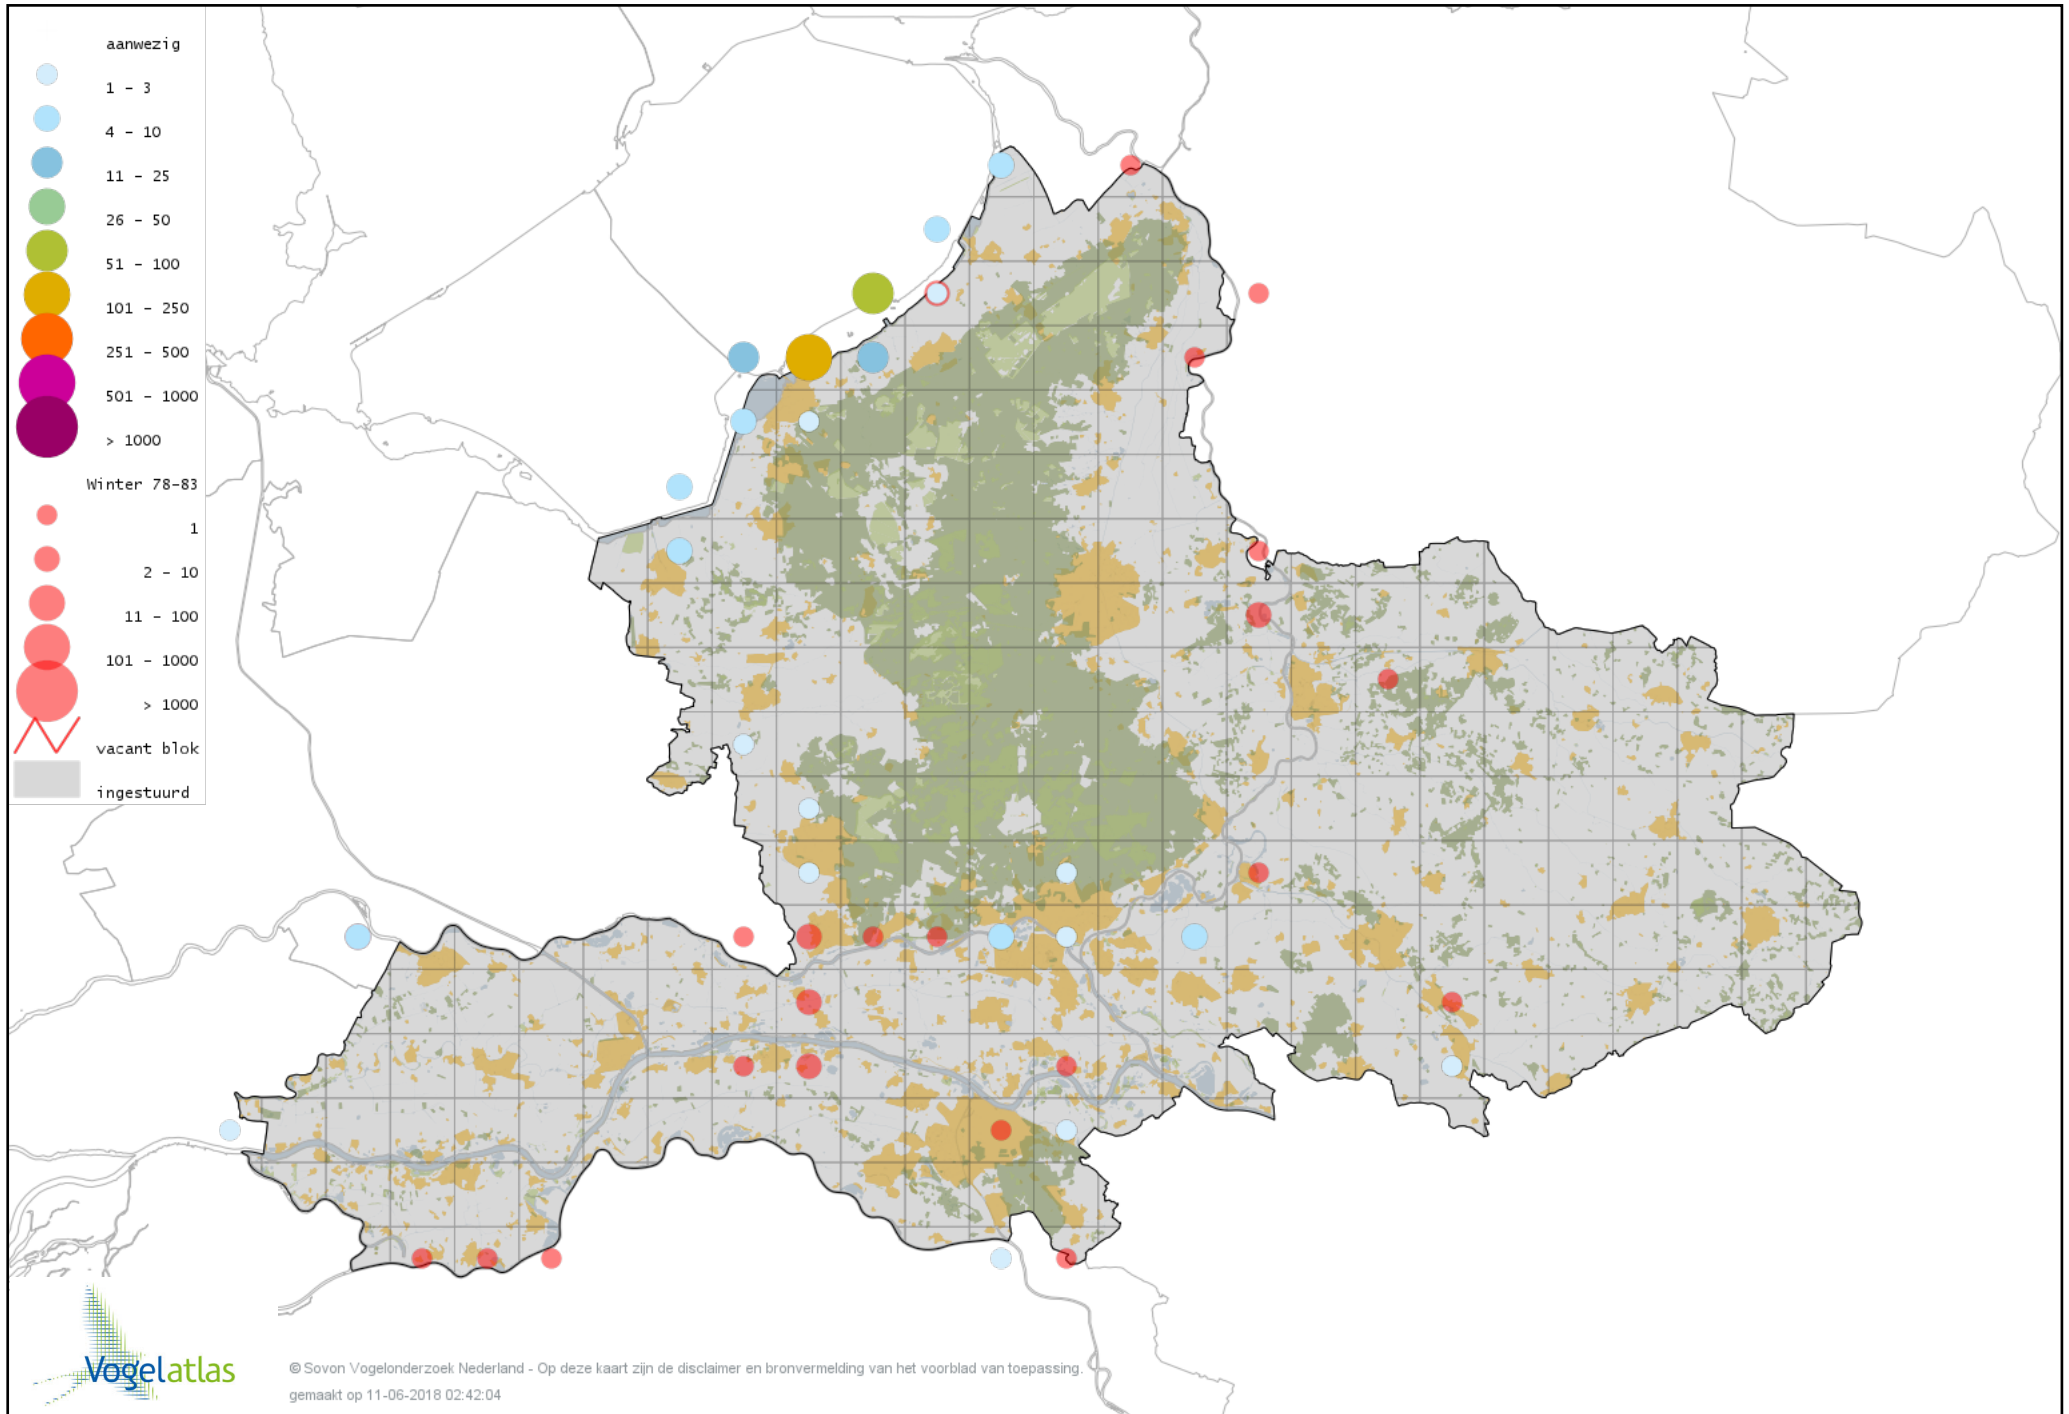 aanwezig
1 - 3
4 - 10
11 - 25
26 - 50
51 - 100
101 - 250
251 - 500
501 - 1000
> 1000
Winter 78-83
1
2 - 10
11 - 100
101 - 1000
> 1000
vacant blok
ingestuurd
Vogelatlas
© Sovon Vogelonderzoek Nederland - Op deze kaart zijn de disclaimer en bronvermelding van het voorblad van toepassing.
gemaakt op 11-06-2018 02:42:04